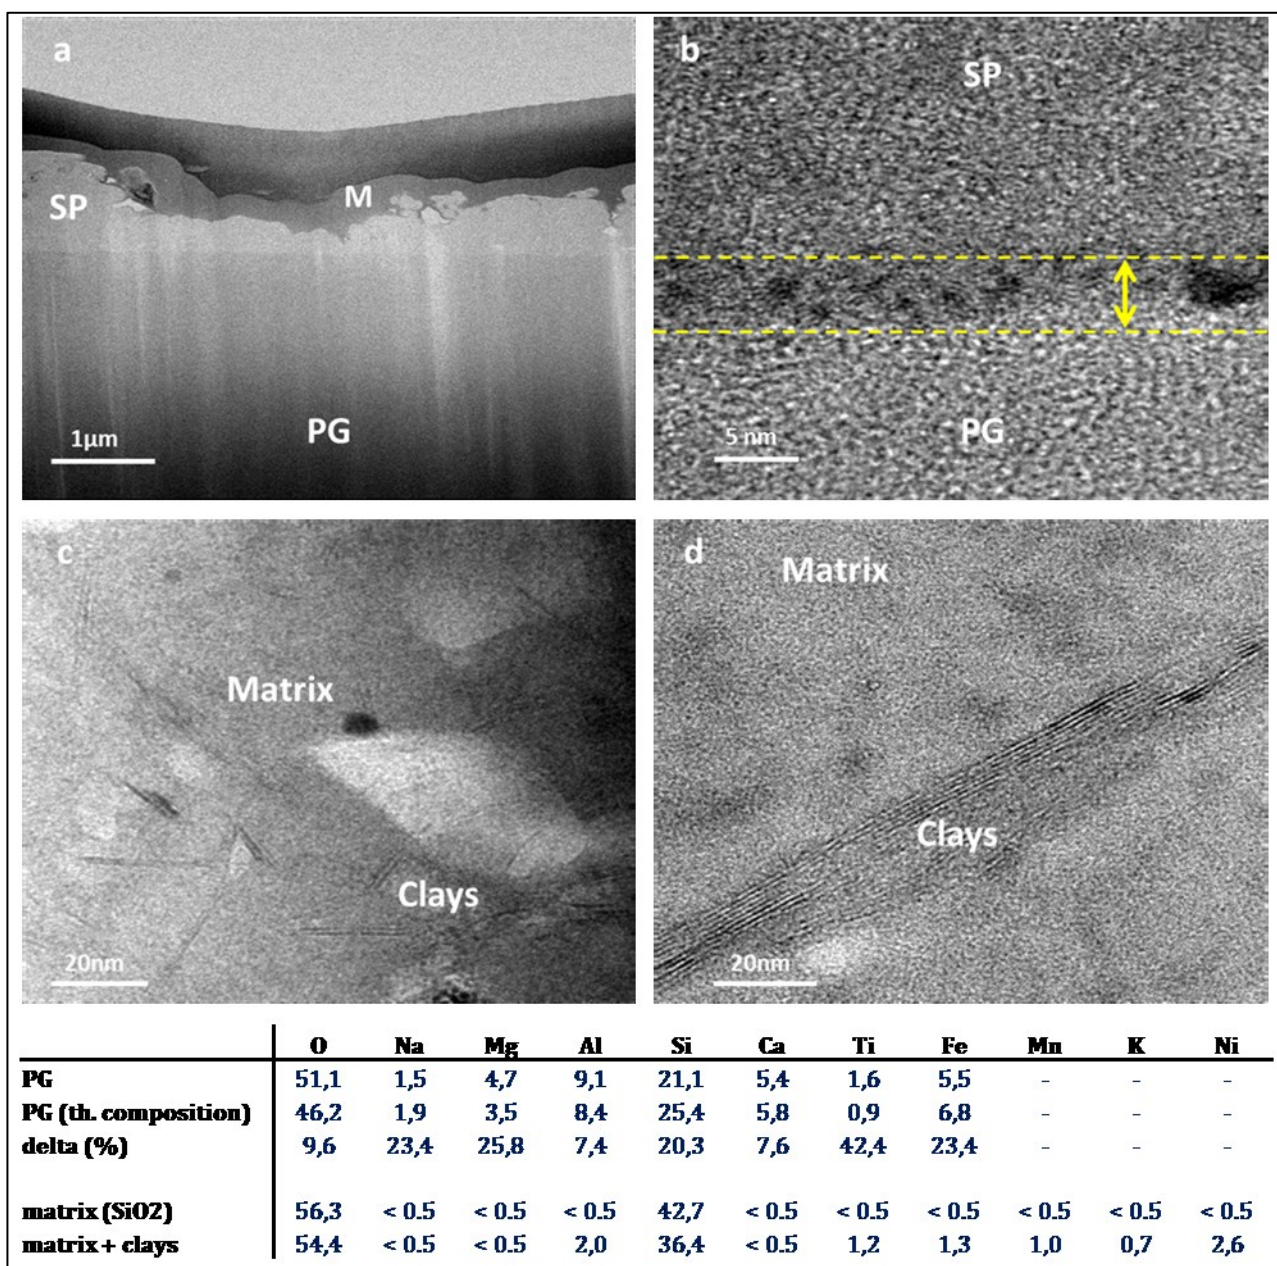 a
SP
M
PG
1µm
b
SP
PG
5 nm
c
Matrix
Clays
20nm
d
Matrix
Clays
20nm
O Na Mg Al Si Ca Ti Fe Mn K Ni
PG 51,1 1,5 4,7 9,1 21,1 5,4 1,6 5,5 - - -
PG (th. composition) 46,2 1,9 3,5 8,4 25,4 5,8 0,9 6,8 - - -
delta (%) 9,6 23,4 25,8 7,4 20,3 7,6 42,4 23,4 - - -
matrix (SiO2) 56,3 < 0.5 < 0.5 < 0.5 42,7 < 0.5 < 0.5 < 0.5 < 0.5 < 0.5 < 0.5
matrix + clays 54,4 < 0.5 < 0.5 2,0 36,4 < 0.5 1,2 1,3 1,0 0,7 2,6